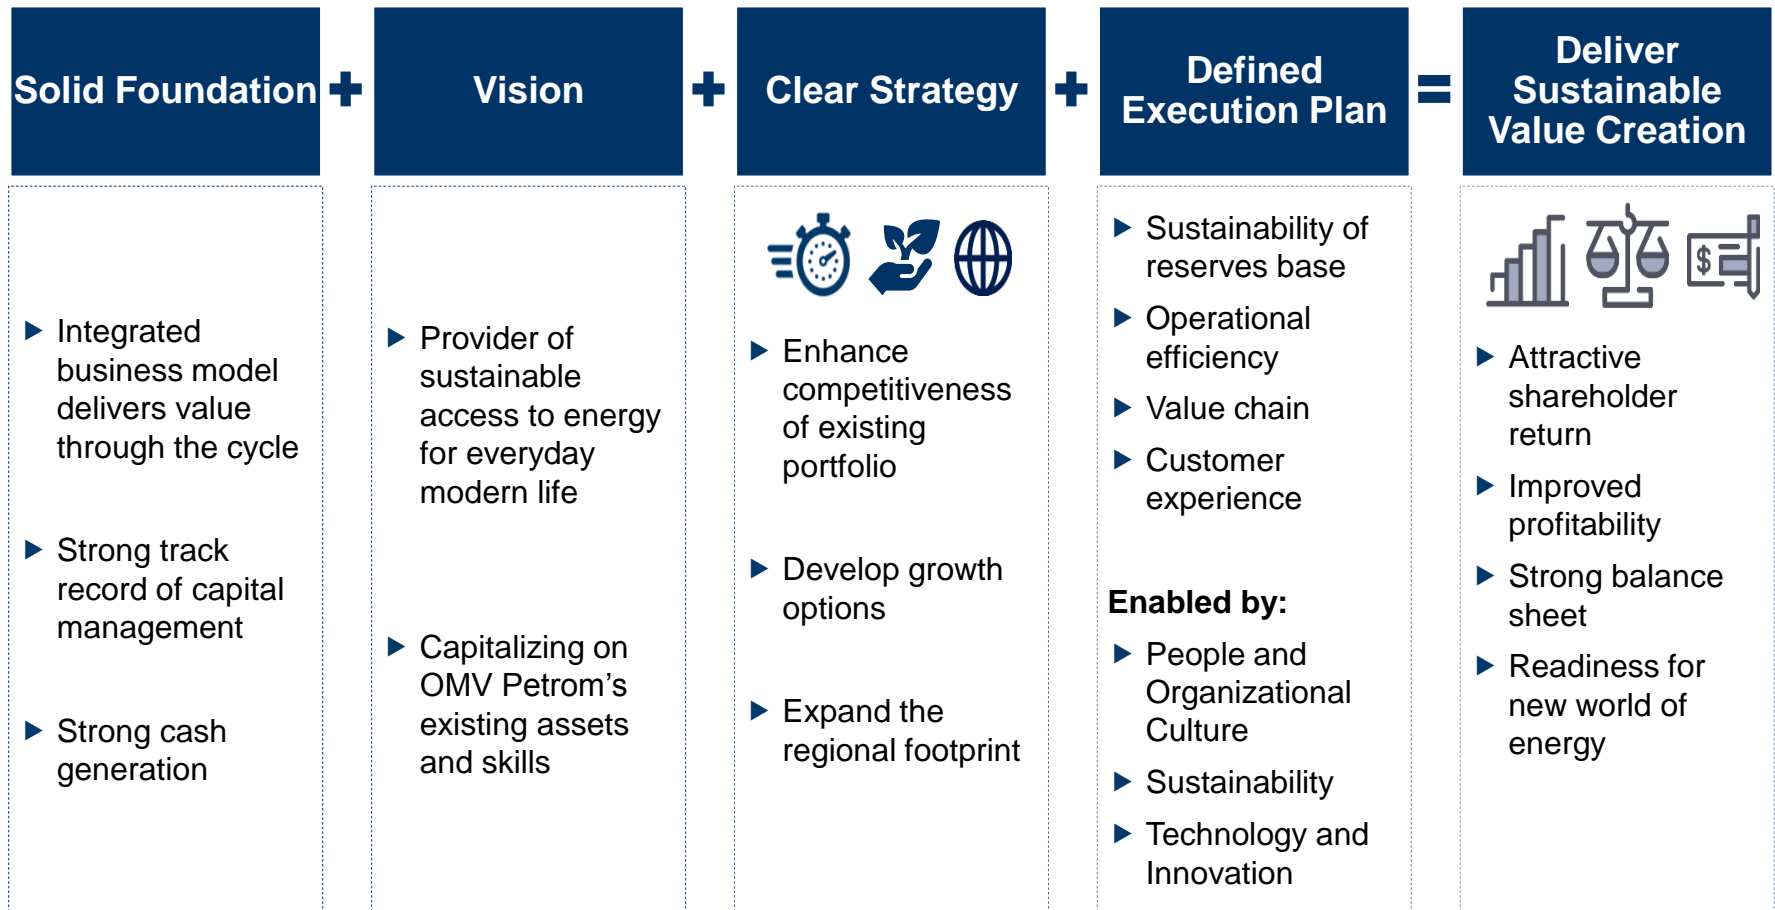 Solid Foundation
+
Vision
+
Clear Strategy
+
Defined
Execution Plan
=
Deliver
Sustainable
Value Creation
Integrated
business model
delivers value
through the cycle
Strong track
record of capital
management
Strong cash
generation
Provider of
sustainable
access to energy
for everyday
modern life
Capitalizing on
OMV Petrom’s
existing assets
and skills
Enhance
competitiveness
of existing
portfolio
Develop growth
options
Expand the
regional footprint
Sustainability of
reserves base
Operational
efficiency
Value chain
Customer
experience
Enabled by:
People and
Organizational
Culture
Sustainability
Technology and
Innovation
$
Attractive
shareholder
return
Improved
profitability
Strong balance
sheet
Readiness for
new world of
energy